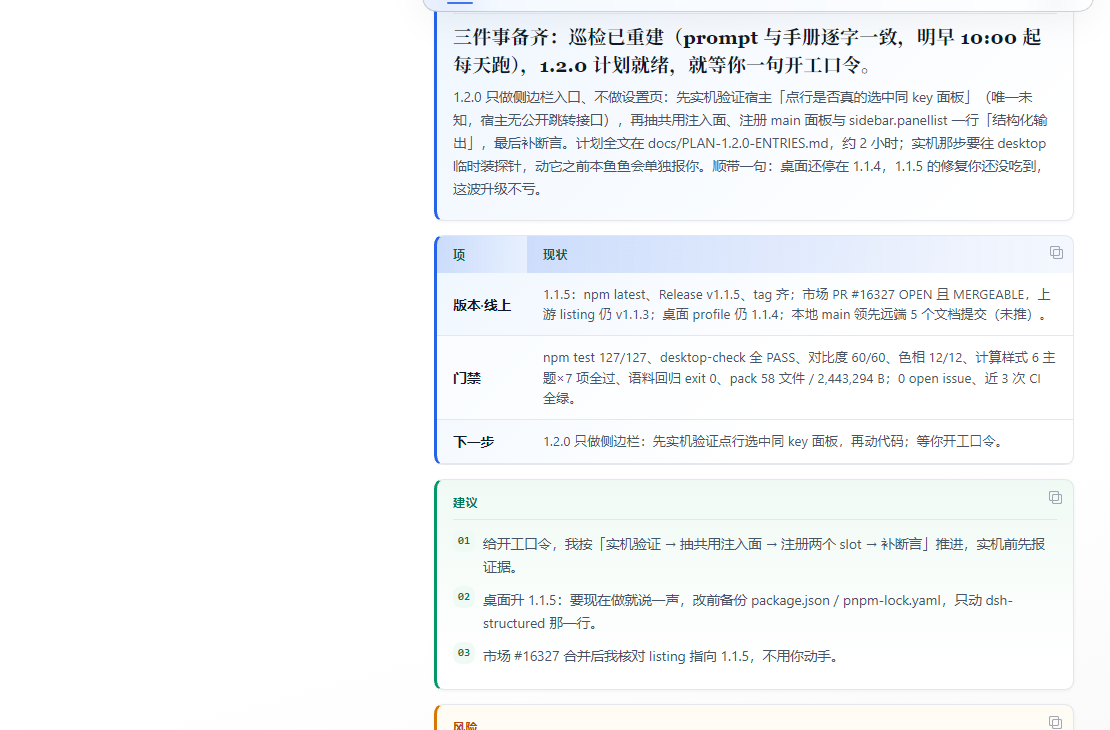 三件事备齐：巡检已重建（prompt 与手册逐字一致，明早 10:00 起
每天跑），1.2.0 计划就绪，就等你一句开工口令。
1.2.0 只做侧边栏入口、不做设置页：先实机验证宿主「点行是否真的选中同 key 面板」（唯一未
知，宿主无公开跳转接口），再抽共用注入面、注册 main 面板与 sidebar.panellist 一行「结构化输
出」，最后补断言。计划全文在 docs/PLAN-1.2.0-ENTRIES.md，约 2 小时；实机那步要往 desktop
临时装探针，动它之前本鱼鱼会单独报你。顺带一句：桌面还停在 1.1.4，1.1.5 的修复你还没吃到，
这波升级不亏。
项 现状
版本·线上 1.1.5：npm latest、Release v1.1.5、tag 齐；市场 PR #16327 OPEN 且 MERGEABLE，上
游 listing 仍 v1.1.3；桌面 profile 仍 1.1.4；本地 main 领先远端 5 个文档提交（未推）。
门禁 npm test 127/127、desktop-check 全 PASS、对比度 60/60、色相 12/12、计算样式 6 主
题×7 项全过、语料回归 exit 0、pack 58 文件 / 2,443,294 B；0 open issue、近 3 次 CI
全绿。
下一步 1.2.0 只做侧边栏：先实机验证点行选中同 key 面板，再动代码；等你开工口令。
建议
01 给开工口令，我按「实机验证 → 抽共用注入面 → 注册两个 slot → 补断言」推进，实机前先报
证据。
02 桌面升 1.1.5：要现在做就说一声，改前备份 package.json / pnpm-lock.yaml，只动 dsh-
structured 那一行。
03 市场 #16327 合并后我核对 listing 指向 1.1.5，不用你动手。
风险